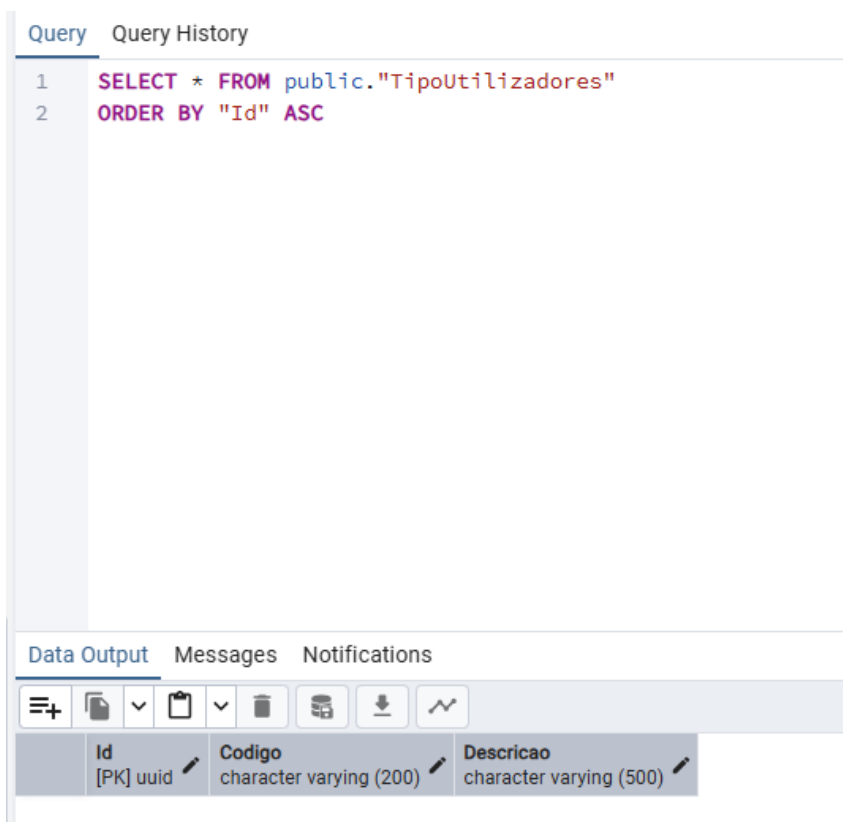 Query Query History
1 SELECT * FROM public."TipoUtilizadores"
2 ORDER BY "Id" ASC
Data Output Messages Notifications
Id Codigo Descricao
[PK] uuid character varying (200) character varying (500)